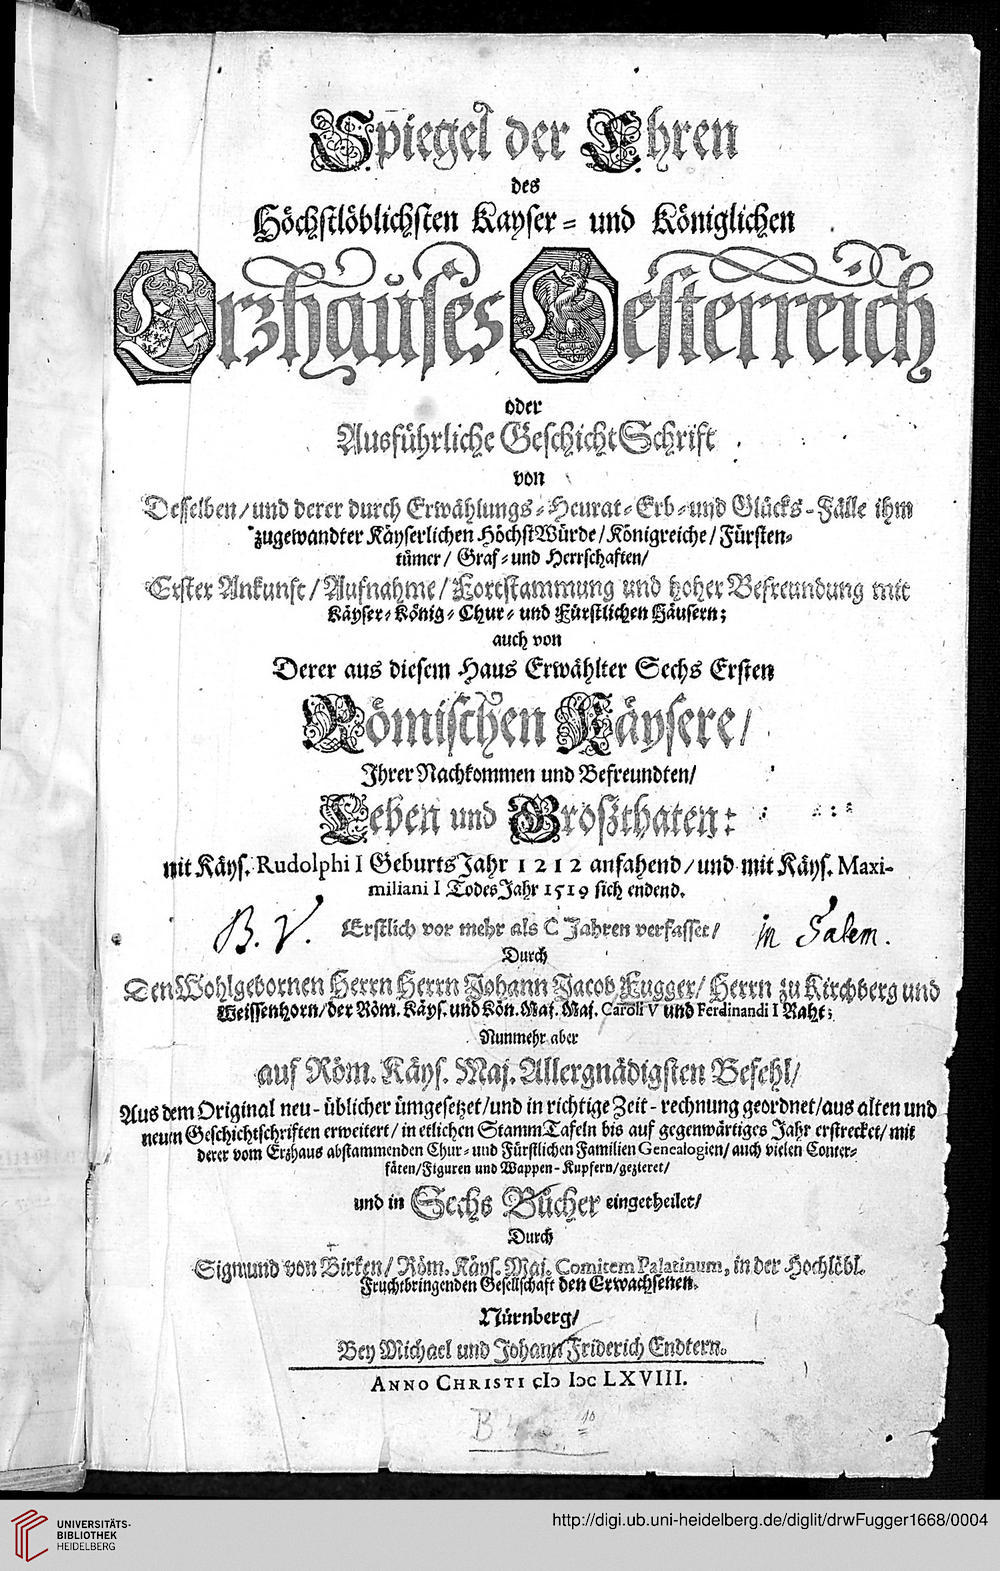 Spiegel der Ehren
des
Höchstlöblichsten Kayser- und Königlichen
Erzhauses Oesterreich
oder
Ausführliche GeschichtSchrift
von
Desselben/ und derer durch Erwählungs- Heurat- Erb- und Glücks-Fälle ihm
zugewandter Käyserlichen HöchstWürde/ Königreiche/ Fürsten-
tümer/ Graf- und Herrschaften/
Erster Ankunft/ Aufnahme/ Fortstammung und hoher Befreundung mit
Käyser- König- Chur- und Fürstlichen Häusern;
auch von
Derer aus diesem Haus Erwählter Sechs Ersten
Römischen Käysere/
Ihrer Nachkommen und Befreundten/
Leben und Großthaten:
mit Käys. Rudolphi I GeburtsJahr 1212 anfahend/ und mit Käys. Maxi-
miliani I TodesJahr 1519 sich endend.
Erstlich vor mehr als C Jahren verfasset/
B. V. in Salem.
Durch
Den Wohlgebornen Herrn Herrn Johann Jacob Fugger/ Herrn zu Kirchberg und
Weissenhorn/ der Röm. Käys. und Kön. Maj. Maj. Caroli V und Ferdinandi I Raht;
Nunmehr aber
auf Röm. Käys. Maj. Allergnädigsten Befehl/
Aus dem Original neu-üblicher ümgesetzet/ und in richtige Zeit-rechnung geordnet/ aus alten und
neuen Geschichtschriften erweitert/ in etlichen StammTafeln bis auf gegenwärtiges Jahr erstrecket/ mit
derer vom Erzhaus abstammenden Chur- und Fürstlichen Familien Genealogien/ auch vielen Conter-
fäten/ Figuren und Wappen-Kupfern/ gezieret/
und in Sechs Bücher eingetheilet/
Durch
Sigmund von Birken/ Röm. Käys. Maj. Comitem Palatinum, in der Hochlöbl.
Fruchtbringenden Gesellschaft den Erwachsenen.
Nürnberg/
Bey Michael und Johann Friderich Endtern.
ANNO CHRISTI cIɔ Iɔc LXVIII.
UNIVERSITÄTS-
BIBLIOTHEK
HEIDELBERG
http://digi.ub.uni-heidelberg.de/diglit/drwFugger1668/0004